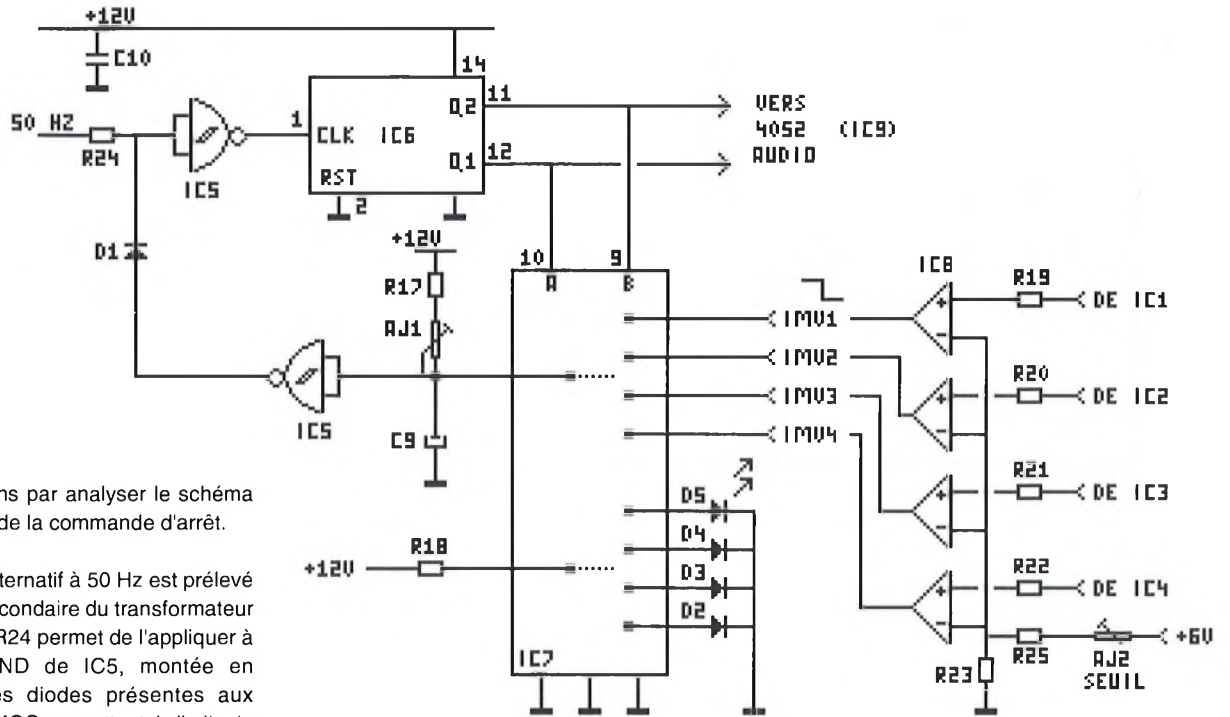 +12V
C10
14
50 HZ
R24
IC5
1
CLK
IC6
Q2
11
Q1
12
RST
2
VERS
4052 (IC9)
AUDIO
D1
+12V
R17
AJ1
10
9
A
B
IC8
R19
DE IC1
IMV1
IMV2
R20
DE IC2
IMV3
IMV4
IC5
C9
R21
DE IC3
D5
D4
D3
D2
+12V
R18
R22
DE IC4
IC7
R23
R25
AJ2
SEUIL
+6V
ns par analyser le schéma
de la commande d'arrêt.
ternatif à 50 Hz est prélevé
condaire du transformateur
R24 permet de l'appliquer à
ND de IC5, montée en
es diodes présentes aux